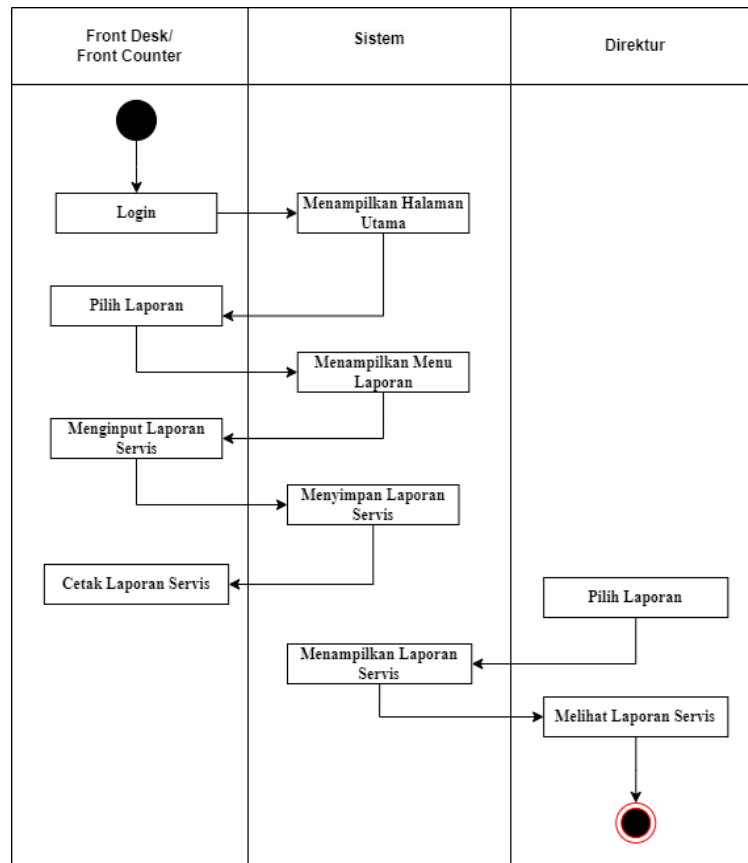 Front Desk/
Front Counter
Sistem
Direktur
Login
Menampilkan Halaman
Utama
Pilih Laporan
Menampilkan Menu
Laporan
Menginput Laporan
Servis
Menyimpan Laporan
Servis
Cetak Laporan Servis
Pilih Laporan
Menampilkan Laporan
Servis
Melihat Laporan Servis